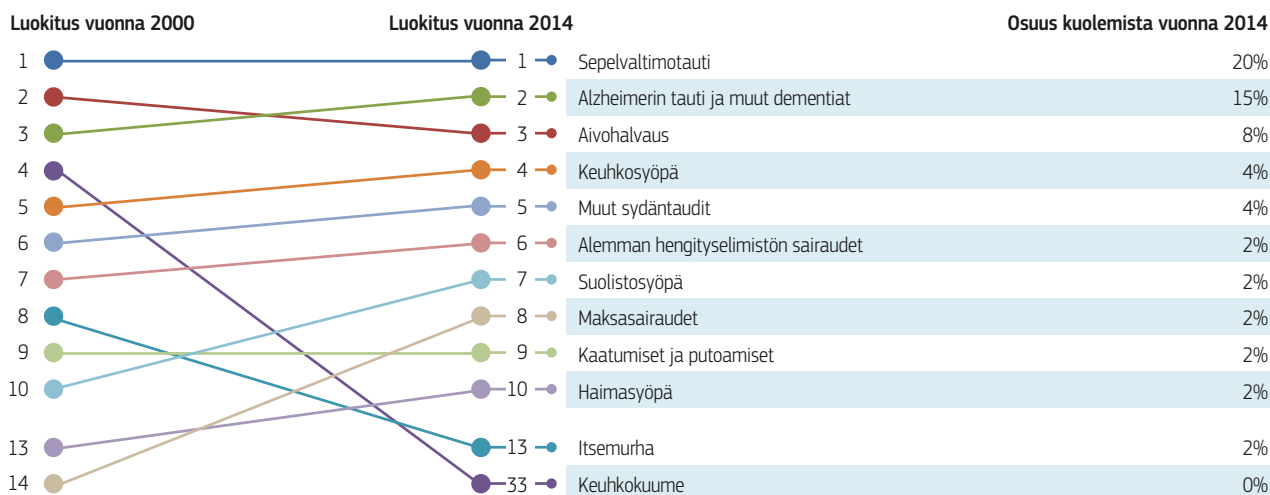 Luokitus vuonna 2000 Luokitus vuonna 2014 Osuus kuolemista vuonna 2014
1 1 Sepelvaltimotauti 20%
2 2 Alzheimerin tauti ja muut dementiat 15%
3 3 Aivohalvaus 8%
4 4 Keuhkosyöpä 4%
5 5 Muut sydäntaudit 4%
6 6 Alemman hengityselimistön sairaudet 2%
7 7 Suolistosyöpä 2%
8 8 Maksasairaudet 2%
9 9 Kaatumiset ja putoamiset 2%
10 10 Haimasyöpä 2%
13 13 Itsemurha 2%
14 33 Keuhkokuume 0%